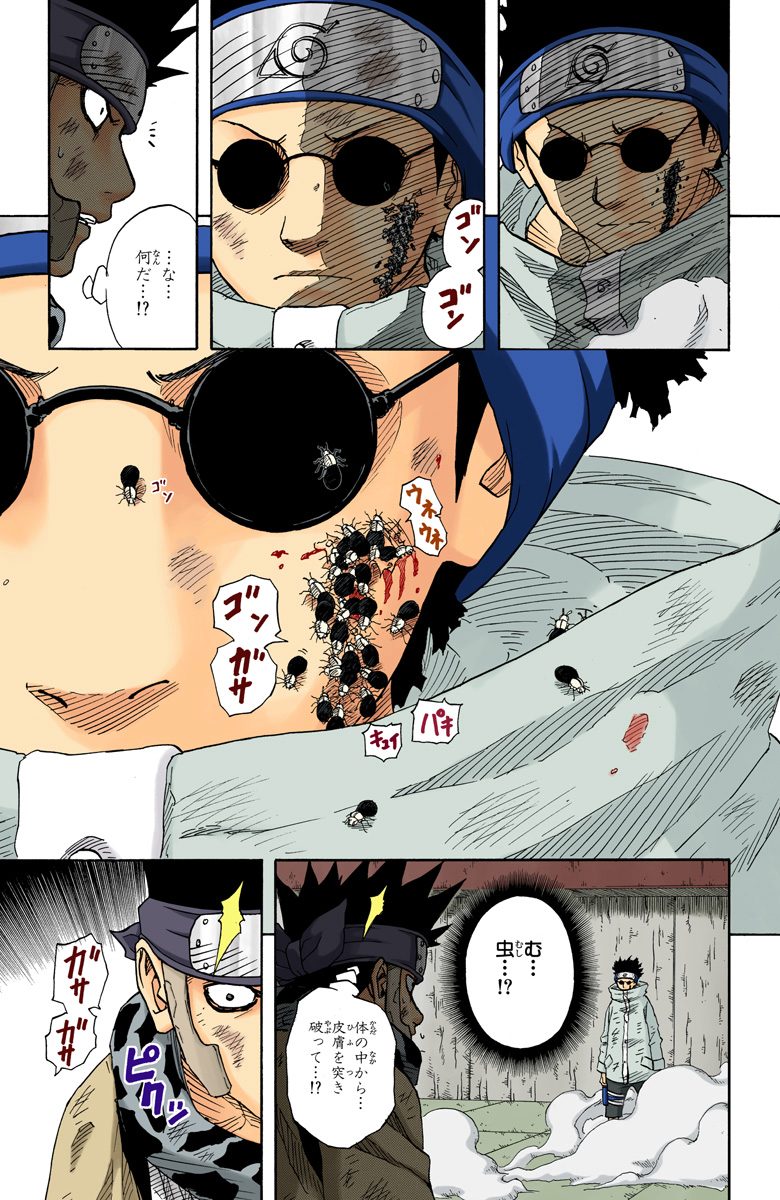 ゴン
ゴン
…な…
何だ…!?
ウネ
ウネ
ゴン
ゴン
ガサ
パキ
キュイ
む…
虫…!?
体の中から…
皮膚を突き
破って…!?
ガサ
ガサ
ピクッ